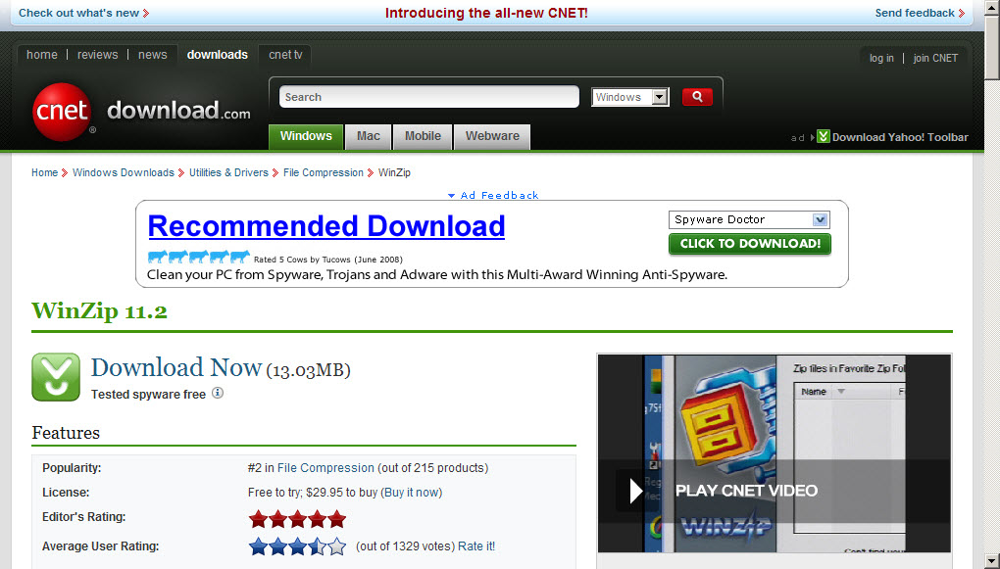 Check out what's new
Introducing the all-new CNET!
Send feedback
home | reviews | news downloads cnet tv
log in | join CNET
cnet® download.com
Search
Windows
Windows Mac Mobile Webware
ad Download Yahoo! Toolbar
Home Windows Downloads Utilities & Drivers File Compression WinZip
Ad Feedback
Recommended Download
Spyware Doctor
CLICK TO DOWNLOAD!
Rated 5 Cows by Tucows (June 2008)
Clean your PC from Spyware, Trojans and Adware with this Multi-Award Winning Anti-Spyware.
WinZip 11.2
Download Now (13.03MB)
Tested spyware free
Features
Popularity: #2 in File Compression (out of 215 products)
License: Free to try; $29.95 to buy (Buy it now)
Editor's Rating:
Average User Rating: (out of 1329 votes) Rate it!
Zip files in Favorite Zip Fol
Name
PLAY CNET VIDEO
WINZIP